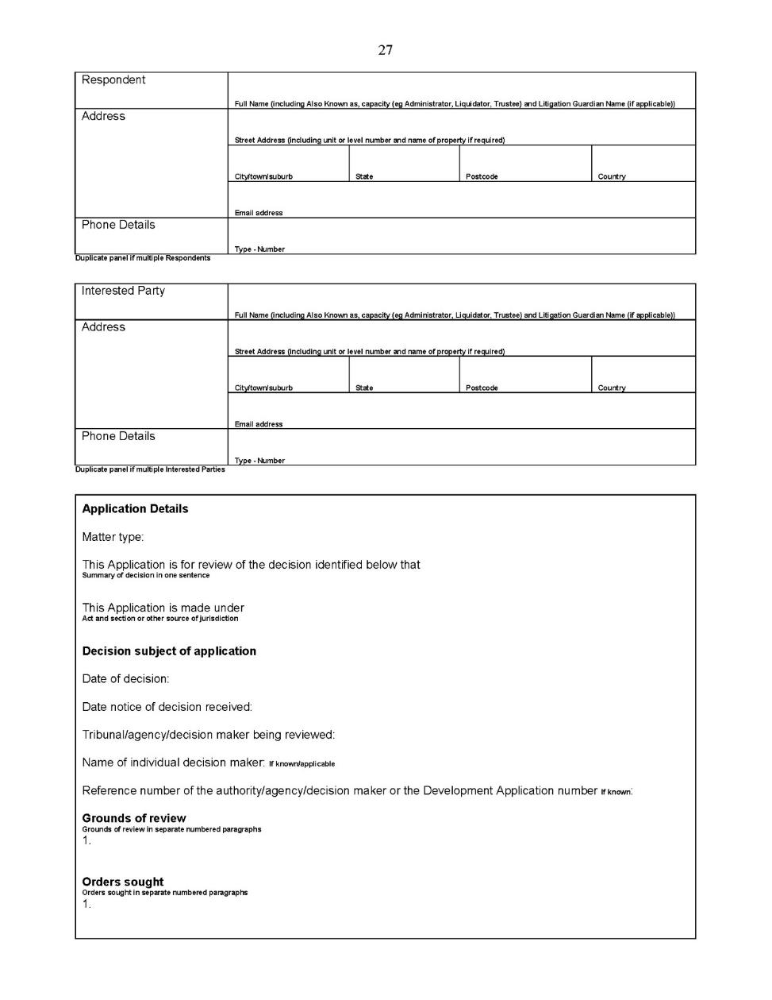 27
Respondent
Full Name (including Also Known as, capacity (eg Administrator, Liquidator, Trustee) and Litigation Guardian Name (if applicable))
Address
Street Address (including unit or level number and name of property if required)
City/town/suburb State Postcode Country
Email address
Phone Details
Type - Number
Duplicate panel if multiple Respondents
Interested Party
Full Name (including Also Known as, capacity (eg Administrator, Liquidator, Trustee) and Litigation Guardian Name (if applicable))
Address
Street Address (including unit or level number and name of property if required)
City/town/suburb State Postcode Country
Email address
Phone Details
Type - Number
Duplicate panel if multiple Interested Parties
Application Details
Matter type:
This Application is for review of the decision identified below that
Summary of decision in one sentence
This Application is made under
Act and section or other source of jurisdiction
Decision subject of application
Date of decision:
Date notice of decision received:
Tribunal/agency/decision maker being reviewed:
Name of individual decision maker: If known/applicable
Reference number of the authority/agency/decision maker or the Development Application number If known:
Grounds of review
Grounds of review in separate numbered paragraphs
1.
Orders sought
Orders sought in separate numbered paragraphs
1.